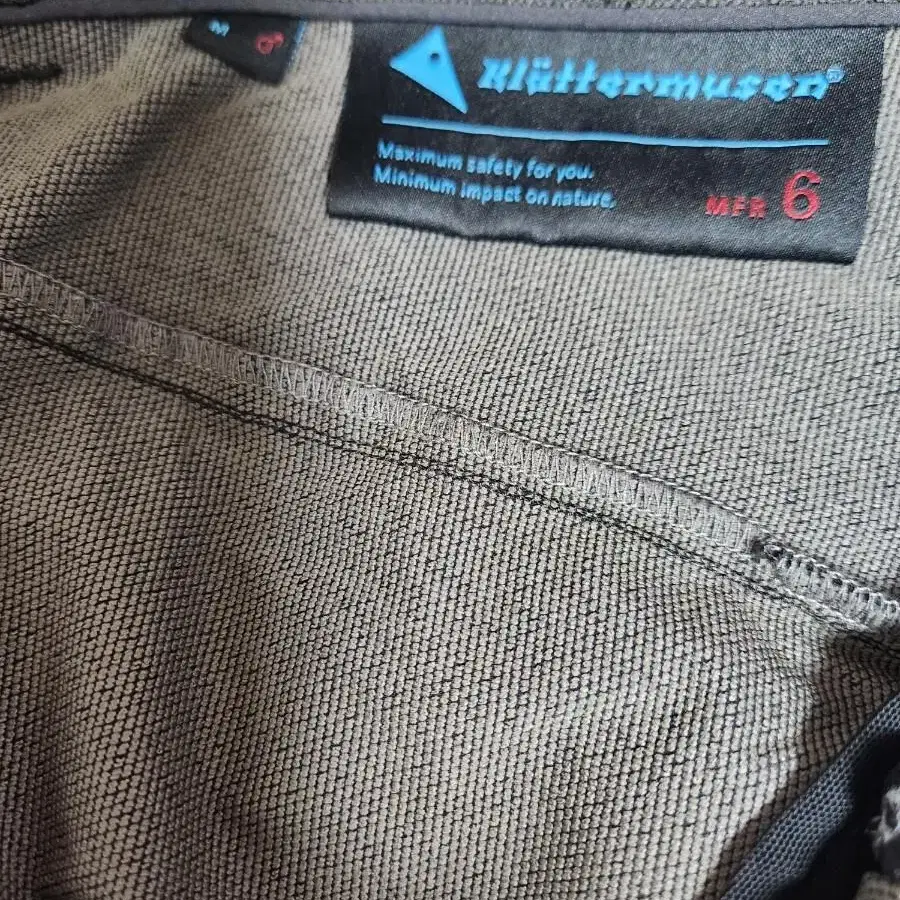 M ♂
Klättermusen®
Maximum safety for you.
Minimum impact on nature.
MFR 6